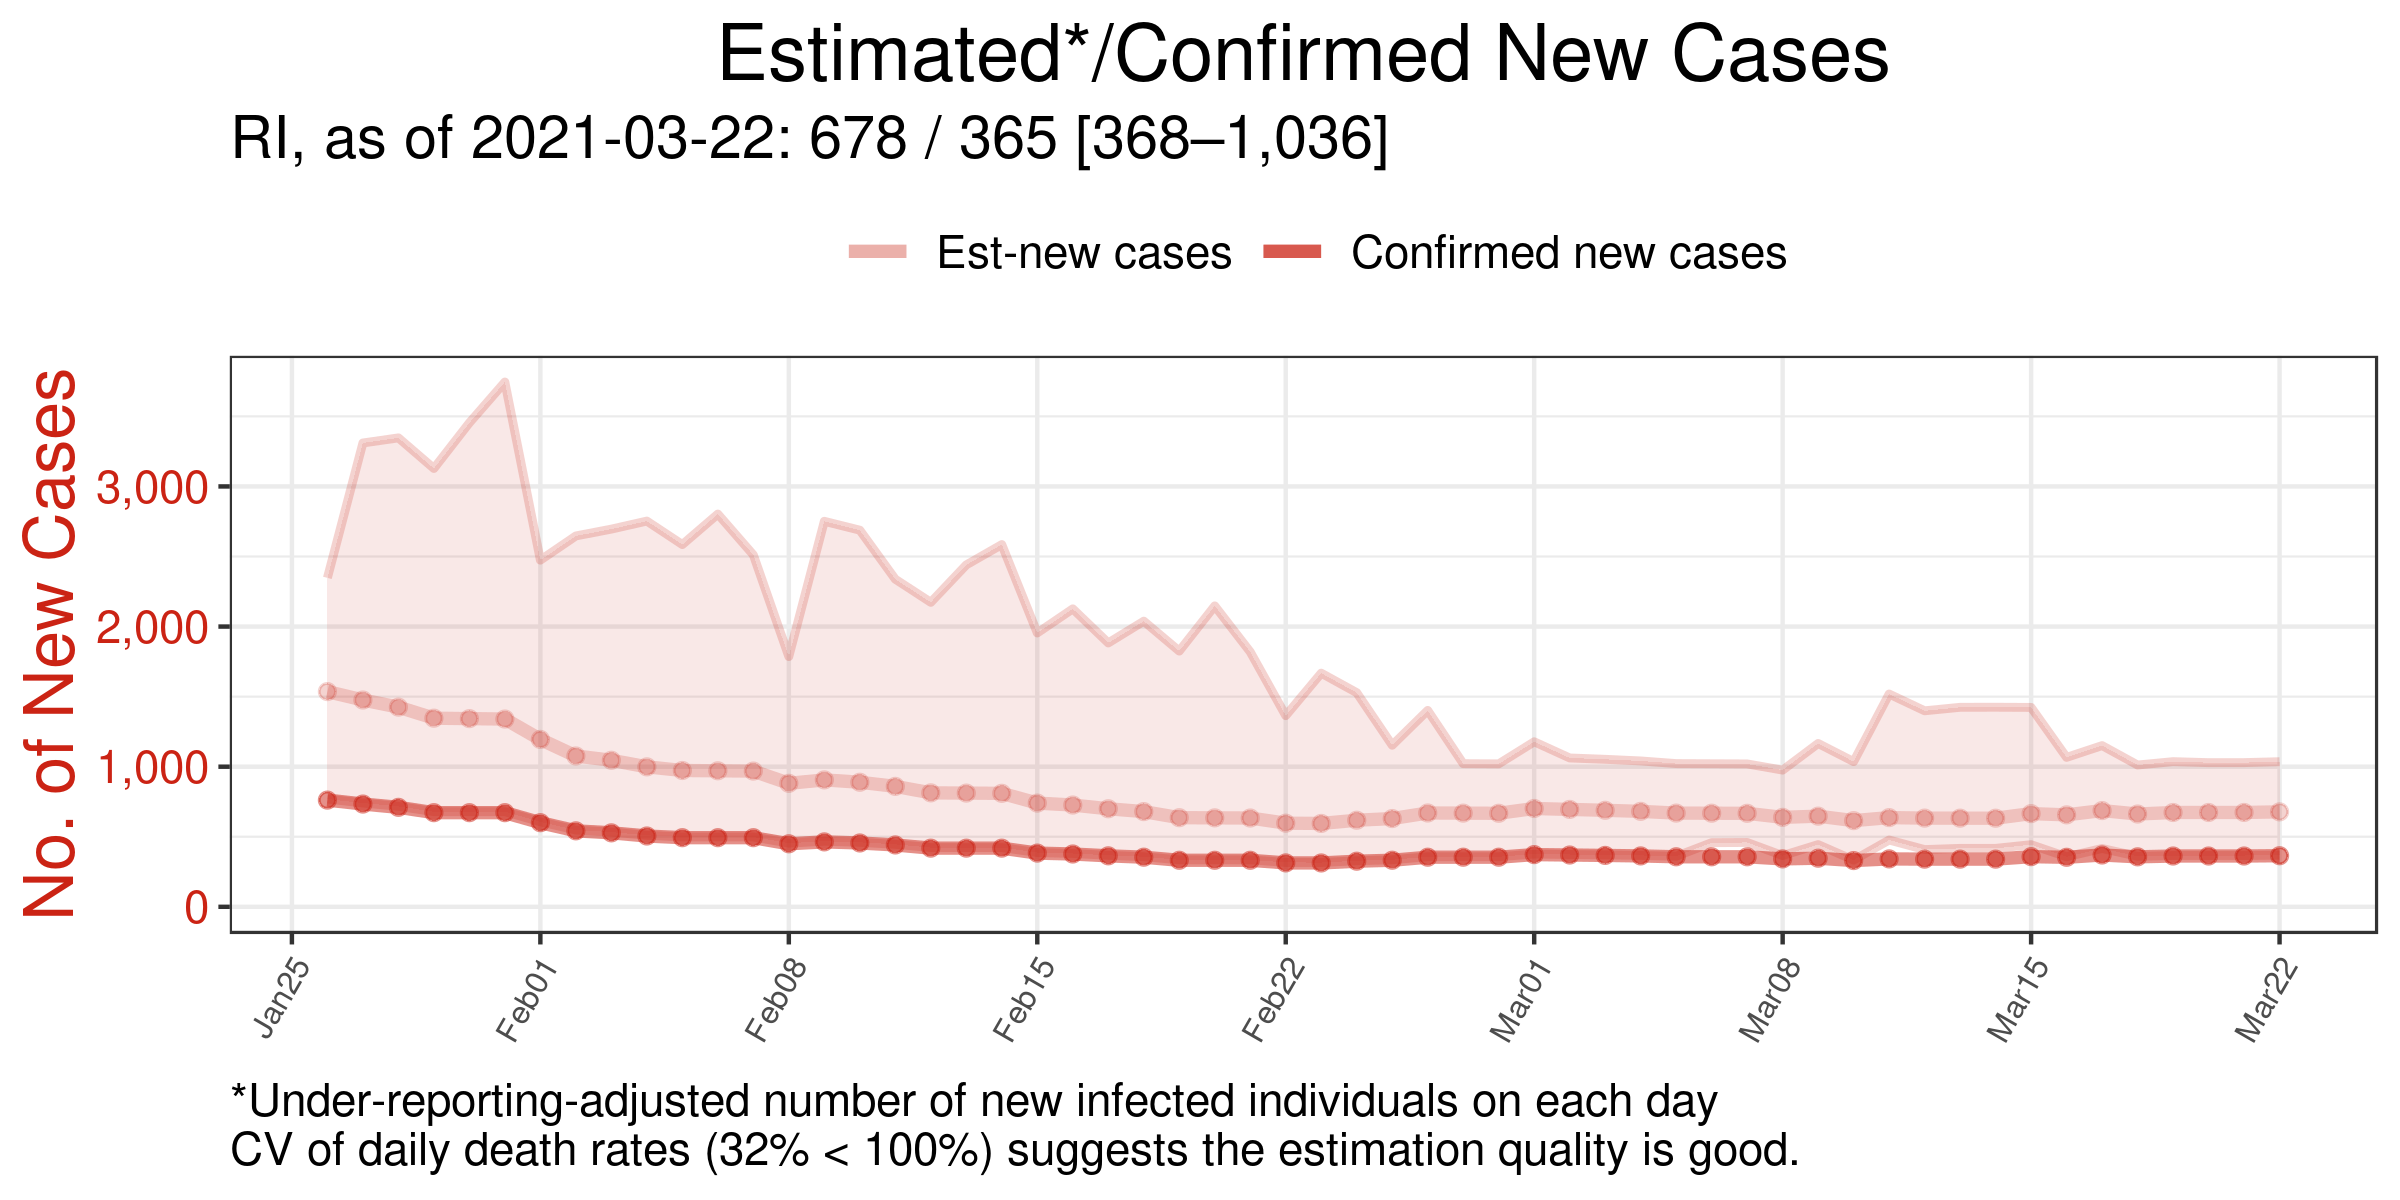 Estimated*/Confirmed New Cases
RI, as of 2021-03-22: 678 / 365 [368–1,036]
Est-new cases
Confirmed new cases
No. of New Cases
3,000
2,000
1,000
0
Jan25
Feb01
Feb08
Feb15
Feb22
Mar01
Mar08
Mar15
Mar22
*Under-reporting-adjusted number of new infected individuals on each day
CV of daily death rates (32% < 100%) suggests the estimation quality is good.